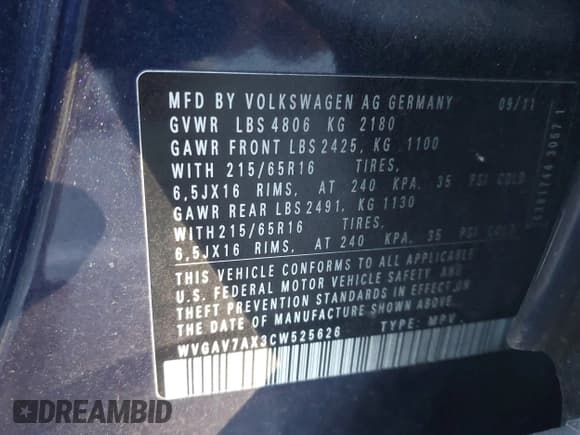 MFD BY VOLKSWAGEN AG GERMANY 09/11
GVWR LBS 4806 KG 2180
GAWR FRONT LBS 2425, KG 1100
WITH 215/65R16 TIRES,
6,5JX16 RIMS, AT 240 KPA, 35 PSI COLD
GAWR REAR LBS 2491, KG 1130
WITH 215/65R16 TIRES,
6,5JX16 RIMS, AT 240 KPA, 35 PSI COLD,
THIS VEHICLE CONFORMS TO ALL APPLICABLE
U.S. FEDERAL MOTOR VEHICLE SAFETY AND
THEFT PREVENTION STANDARDS IN EFFECT ON
THE DATE OF MANUFACTURE SHOWN ABOVE.
WVGAV7AX3CW525626 TYPE: MPV
DREAMBID